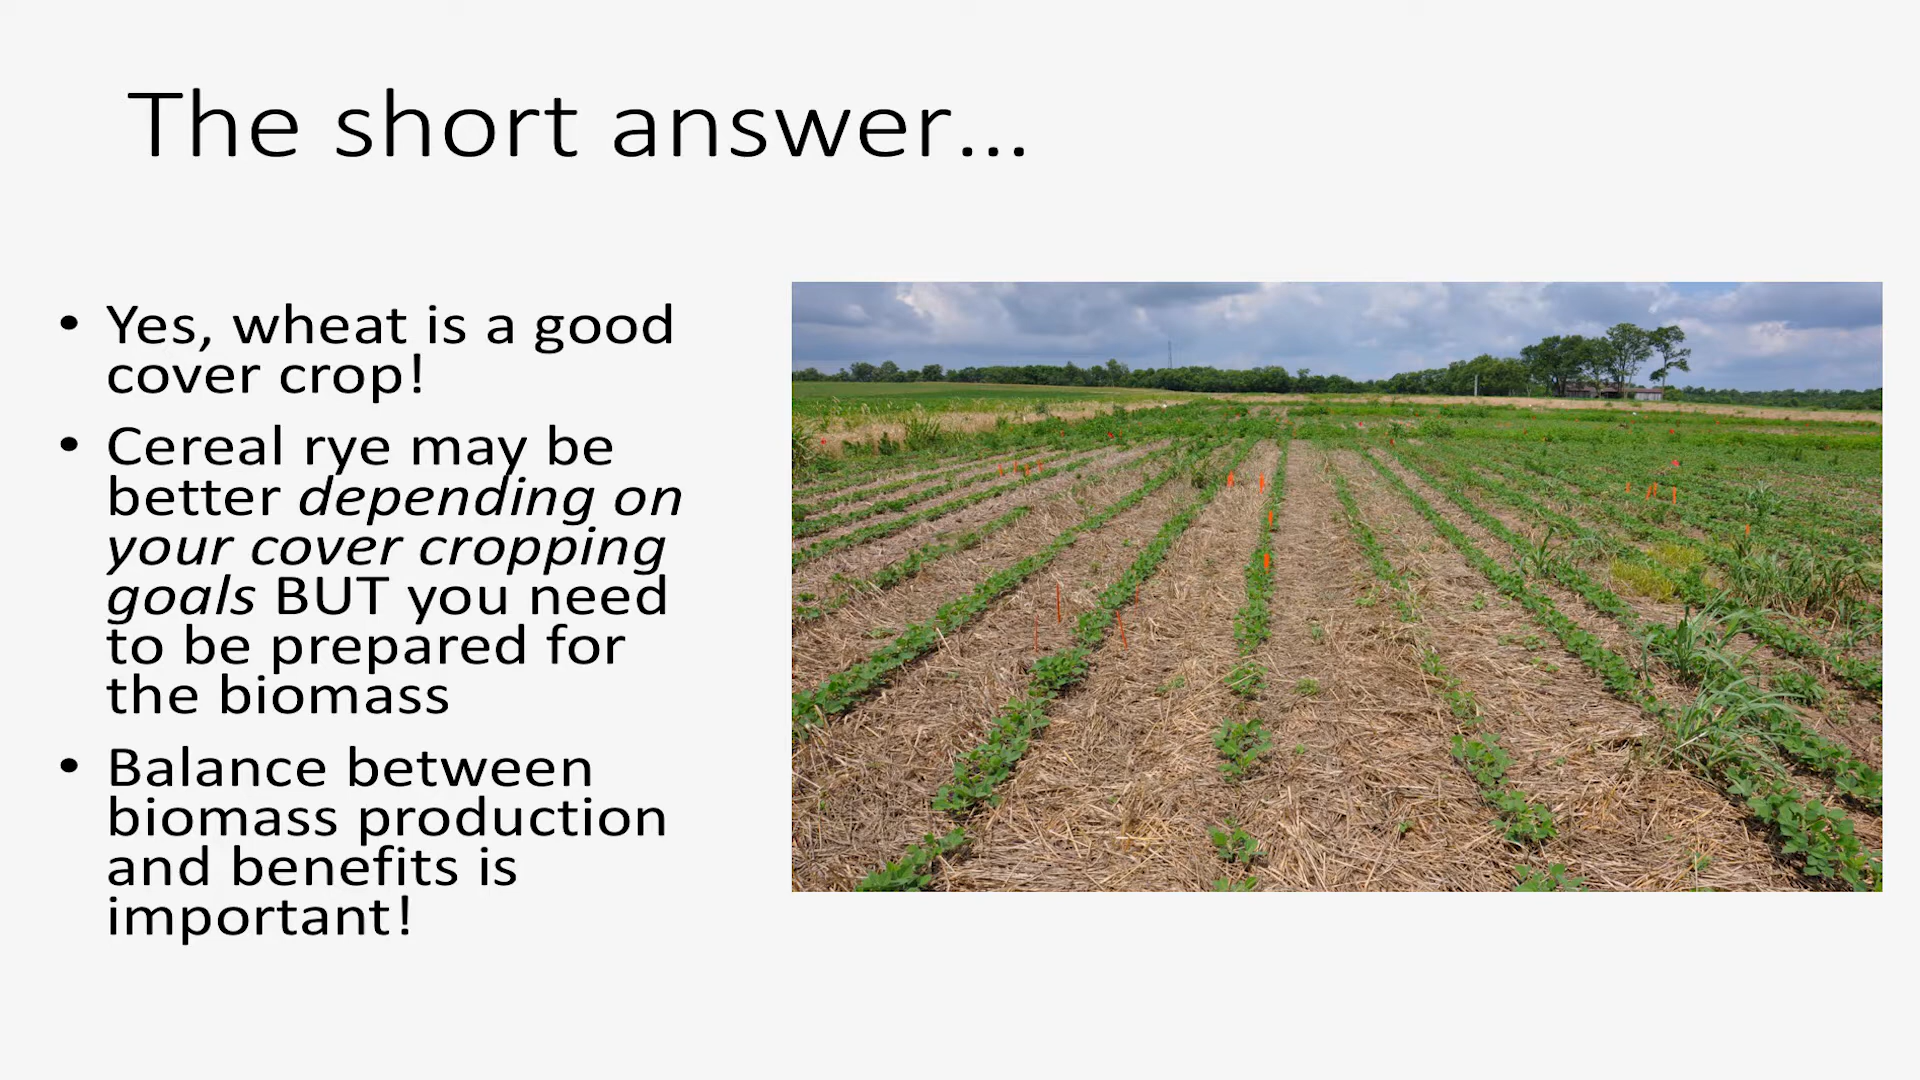 The short answer...
• Yes, wheat is a good
cover crop!
• Cereal rye may be
better depending on
your cover cropping
goals BUT you need
to be prepared for
the biomass
• Balance between
biomass production
and benefits is
important!